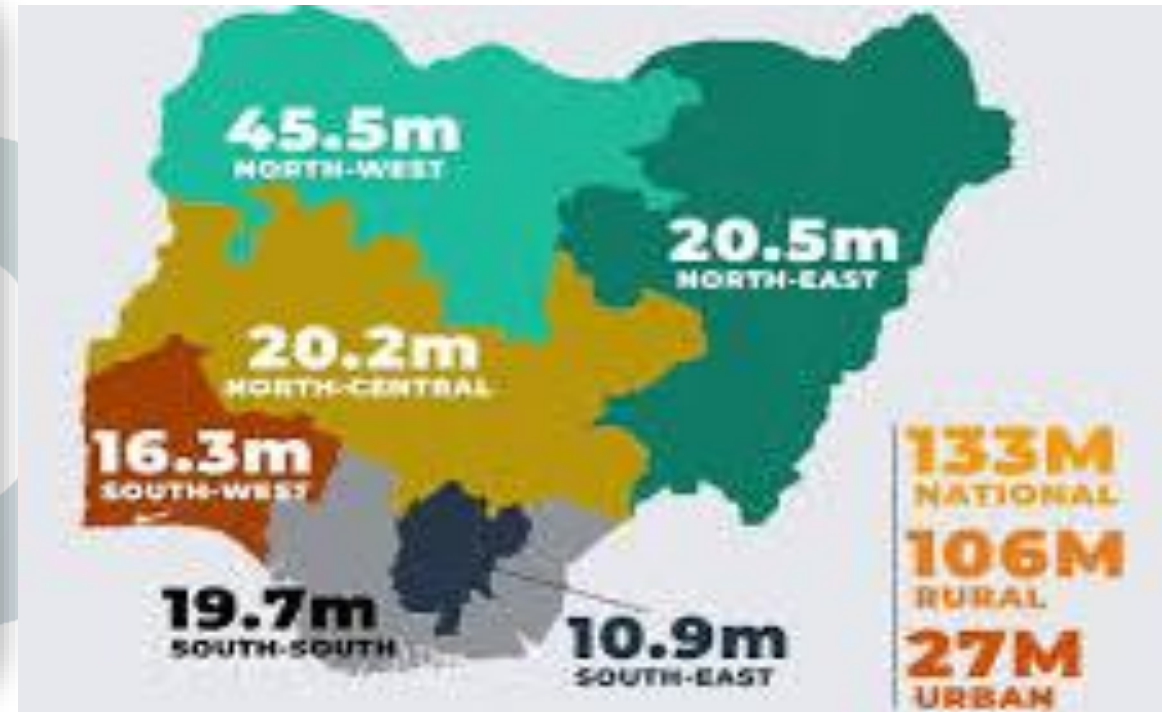 45.5m
NORTH-WEST
20.5m
NORTH-EAST
20.2m
NORTH-CENTRAL
16.3m
SOUTH-WEST
19.7m
SOUTH-SOUTH
10.9m
SOUTH-EAST
133M
NATIONAL
106M
RURAL
27M
URBAN